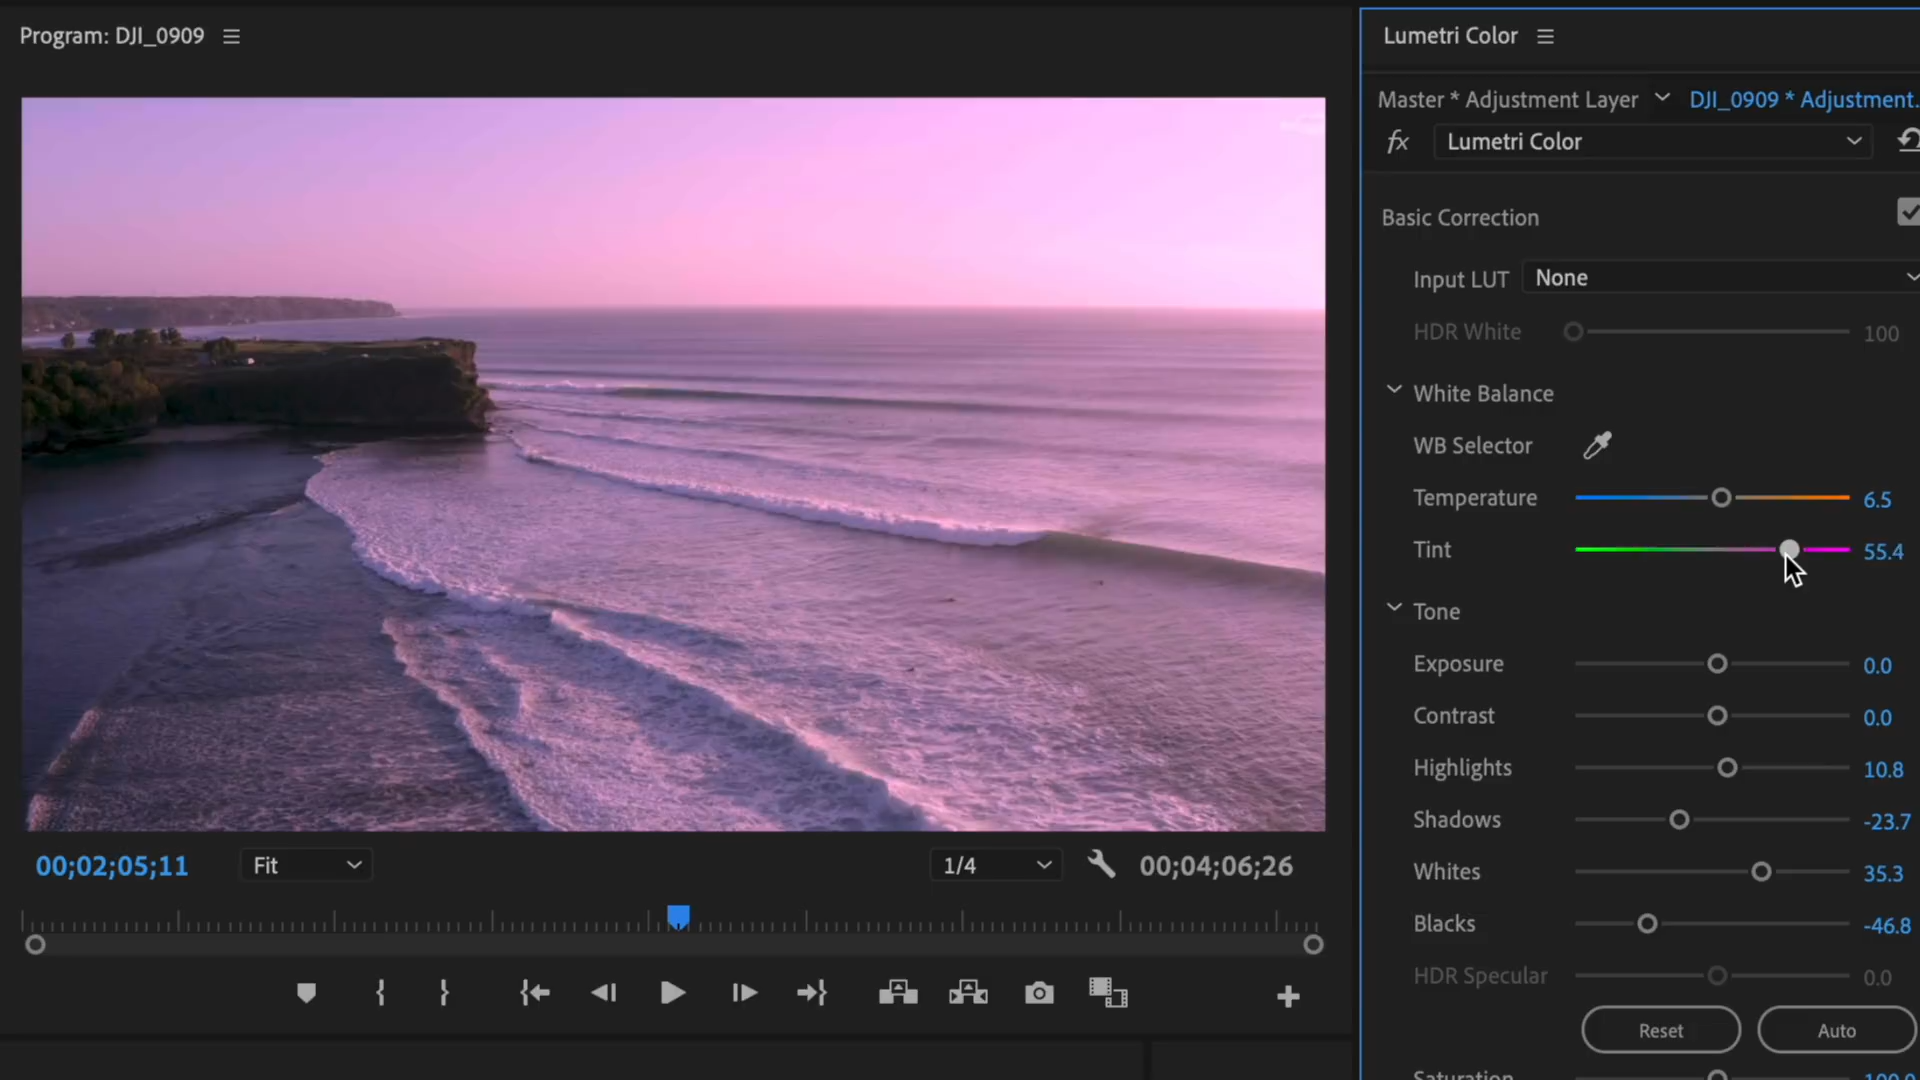 Program: DJI_0909
Lumetri Color
Master * Adjustment Layer
DJI_0909 * Adjustment.
fx
Lumetri Color
Basic Correction
Input LUT None
HDR White 100
White Balance
WB Selector
Temperature 6.5
Tint 55.4
Tone
Exposure 0.0
Contrast 0.0
Highlights 10.8
Shadows -23.7
Whites 35.3
Blacks -46.8
HDR Specular 0.0
Reset Auto
Saturation 100.0
00;02;05;11
Fit
1/4
00;04;06;26